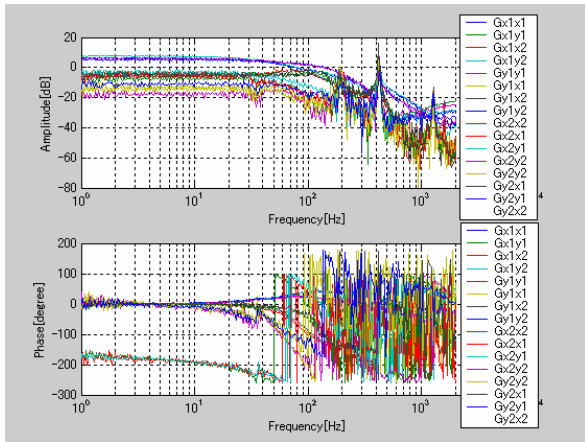 20
0
-20
-40
-60
-80
10^0
10^1
10^2
10^3
4
Amplitude[dB]
Frequency[Hz]
Gx1x1
Gx1y1
Gx1x2
Gx1y2
Gy1y1
Gy1x1
Gy1x2
Gy1y2
Gx2x2
Gx2x1
Gx2y1
Gx2y2
Gy2y2
Gy2x1
Gy2y1
Gy2x2
200
100
0
-100
-200
-300
10^0
10^1
10^2
10^3
4
Phase[degree]
Frequency[Hz]
Gx1x1
Gx1y1
Gx1x2
Gx1y2
Gy1y1
Gy1x1
Gy1x2
Gy1y2
Gx2x2
Gx2x1
Gx2y1
Gx2y2
Gy2y2
Gy2x1
Gy2y1
Gy2x2